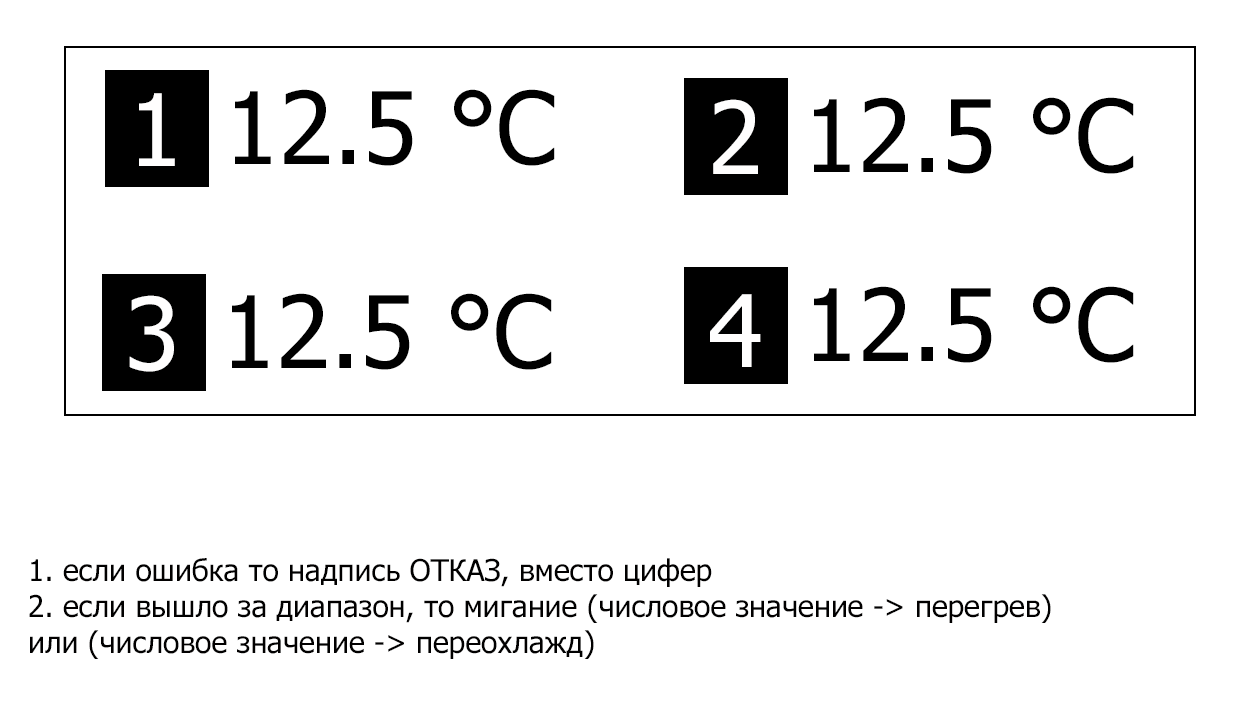 1 12.5 °C 2 12.5 °C
3 12.5 °C 4 12.5 °C
1. если ошибка то надпись ОТКАЗ, вместо цифер
2. если вышло за диапазон, то мигание (числовое значение -> перегрев)
или (числовое значение -> переохлажд)